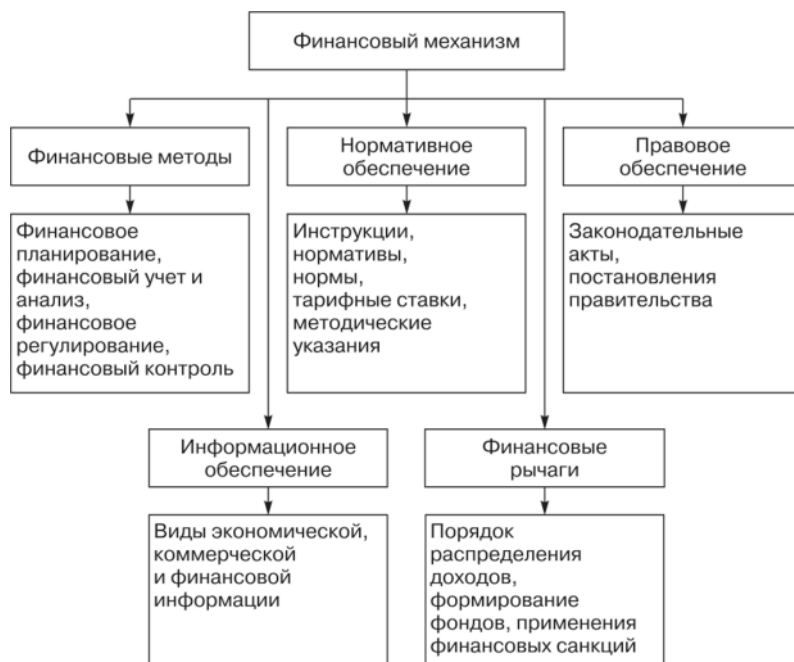 Финансовый механизм
Финансовые методы
Нормативное
обеспечение
Правовое
обеспечение
Финансовое
планирование,
финансовый учет и
анализ,
финансовое
регулирование,
финансовый контроль
Инструкции,
нормативы,
нормы,
тарифные ставки,
методические
указания
Законодательные
акты,
постановления
правительства
Информационное
обеспечение
Финансовые
рычаги
Виды экономической,
коммерческой
и финансовой
информации
Порядок
распределения
доходов,
формирование
фондов, применения
финансовых санкций